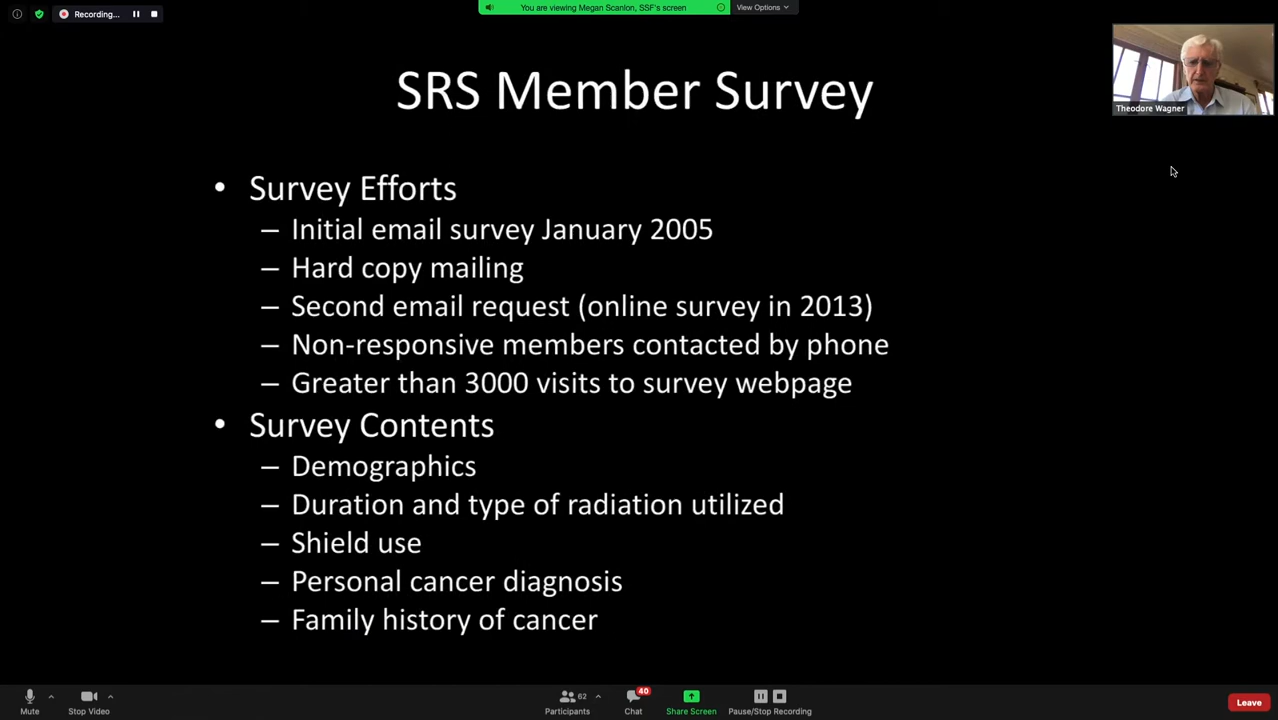 Recording...
You are viewing Megan Scanlon, SSF's screen
View Options
SRS Member Survey
Theodore Wagner
• Survey Efforts
– Initial email survey January 2005
– Hard copy mailing
– Second email request (online survey in 2013)
– Non-responsive members contacted by phone
– Greater than 3000 visits to survey webpage
• Survey Contents
– Demographics
– Duration and type of radiation utilized
– Shield use
– Personal cancer diagnosis
– Family history of cancer
Mute
Stop Video
62
Participants
40
Chat
Share Screen
Pause/Stop Recording
Leave